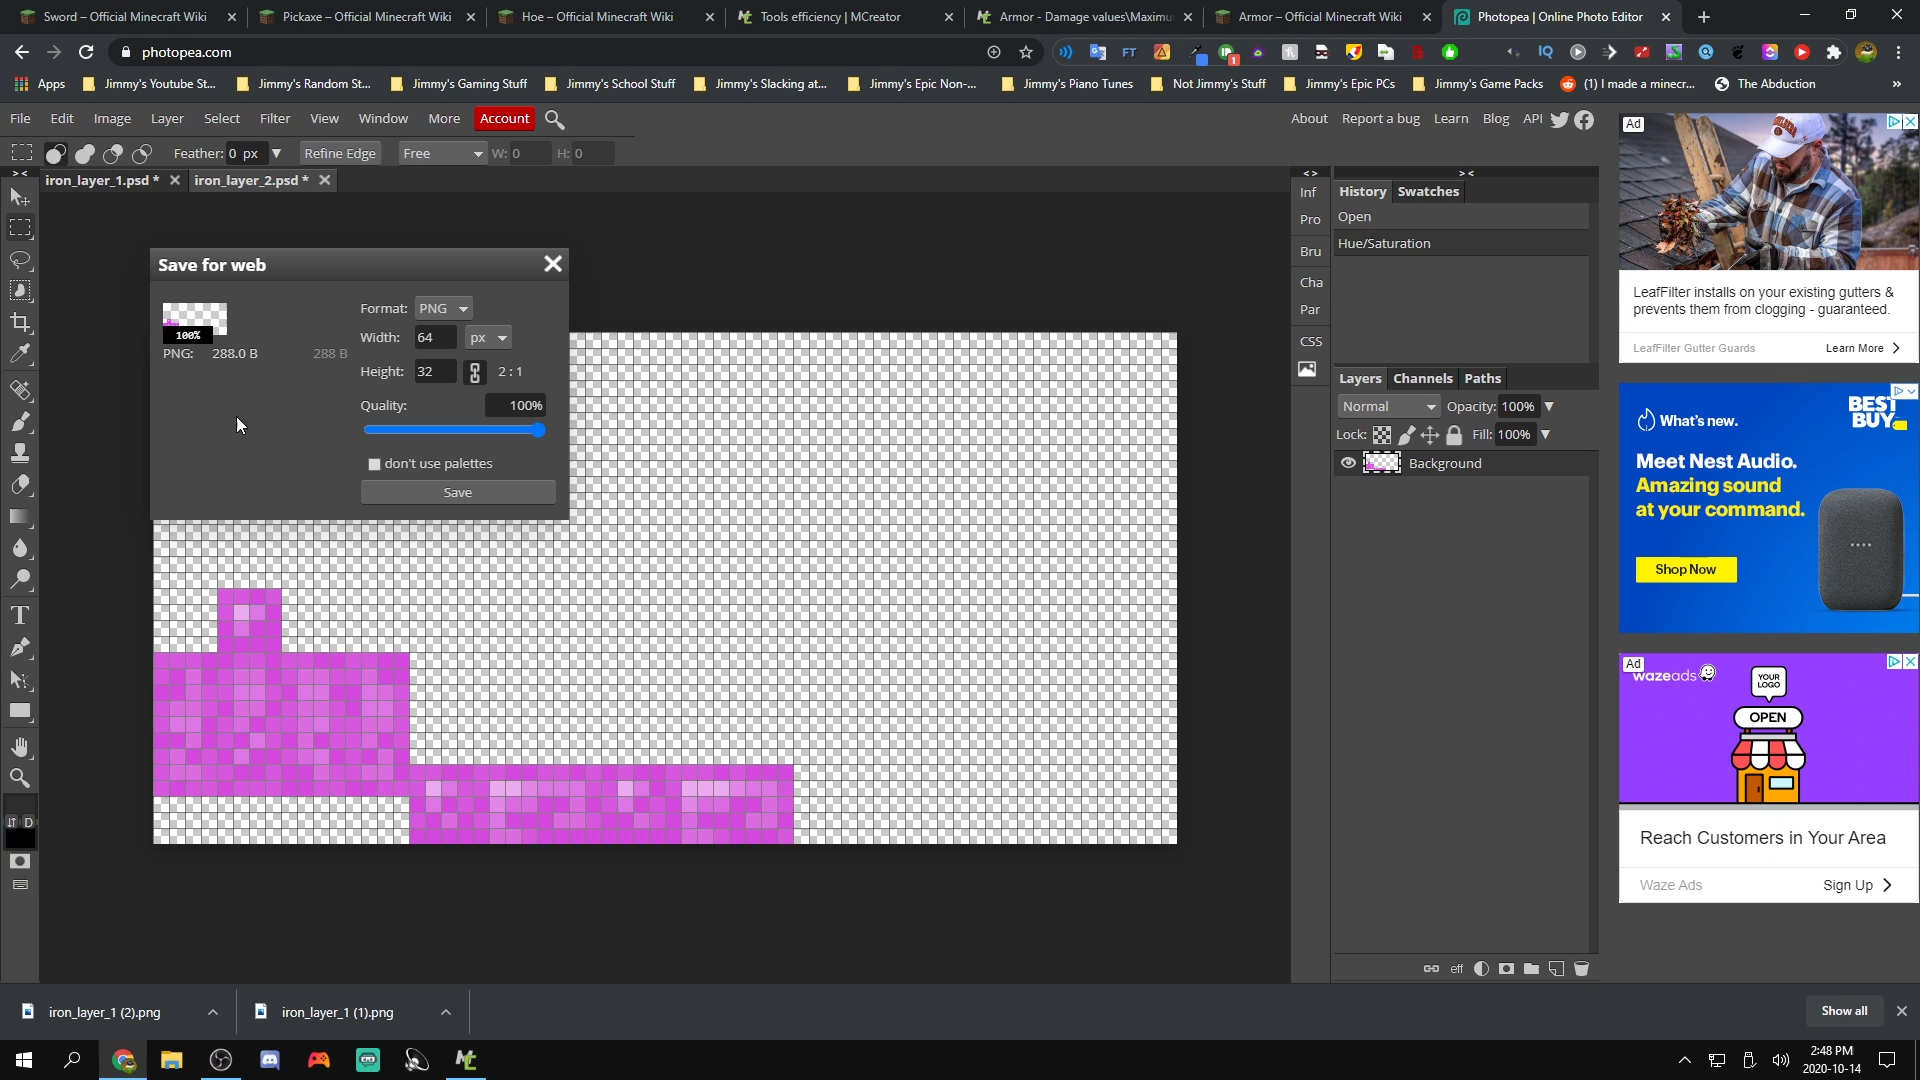 Sword – Official Minecraft Wiki
Pickaxe – Official Minecraft Wiki
Hoe – Official Minecraft Wiki
Tools efficiency | MCreator
Armor - Damage values\Maximu
Armor – Official Minecraft Wiki
Photopea | Online Photo Editor
photopea.com
Apps
Jimmy's Youtube St...
Jimmy's Random St...
Jimmy's Gaming Stuff
Jimmy's School Stuff
Jimmy's Slacking at...
Jimmy's Epic Non-...
Jimmy's Piano Tunes
Not Jimmy's Stuff
Jimmy's Epic PCs
Jimmy's Game Packs
(1) I made a minecr...
The Abduction
»
File Edit Image Layer Select Filter View Window More Account
About Report a bug Learn Blog API
Feather: 0 px
Refine Edge
Free
W: 0
H: 0
iron_layer_1.psd *
iron_layer_2.psd *
Save for web
100%
PNG: 288.0 B 288 B
Format: PNG
Width: 64 px
Height: 32 2 : 1
Quality: 100%
don't use palettes
Save
Inf
Pro
Bru
Cha
Par
CSS
History Swatches
Open
Hue/Saturation
Layers Channels Paths
Normal Opacity: 100%
Lock: Fill: 100%
Background
eff
D
Ad
LeafFilter installs on your existing gutters &
prevents them from clogging - guaranteed.
LeafFilter Gutter Guards
Learn More
What's new.
BEST
BUY
Meet Nest Audio.
Amazing sound
at your command.
Shop Now
Ad
wazeads
YOUR
LOGO
OPEN
Reach Customers in Your Area
Waze Ads
Sign Up
iron_layer_1 (2).png
iron_layer_1 (1).png
Show all
2:48 PM
2020-10-14